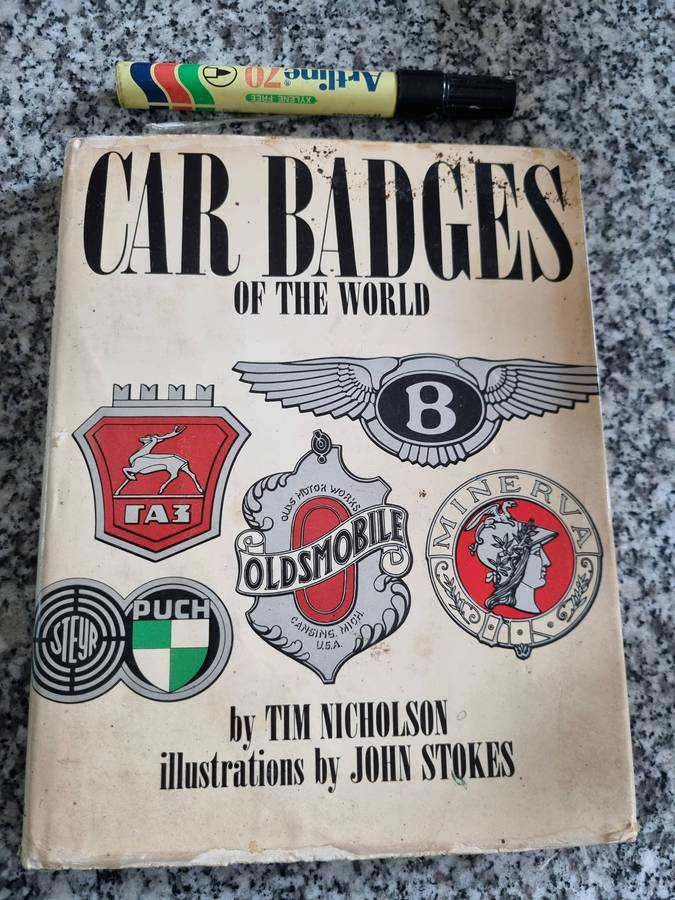 Artline 70
XYLENE FREE
CAR BADGES
OF THE WORLD
B
ГАЗ
OLDS MOTOR WORKS
OLDSMOBILE
LANSING, MICH.
U.S.A.
MINERVA
STEYR
PUCH
by TIM NICHOLSON
illustrations by JOHN STOKES